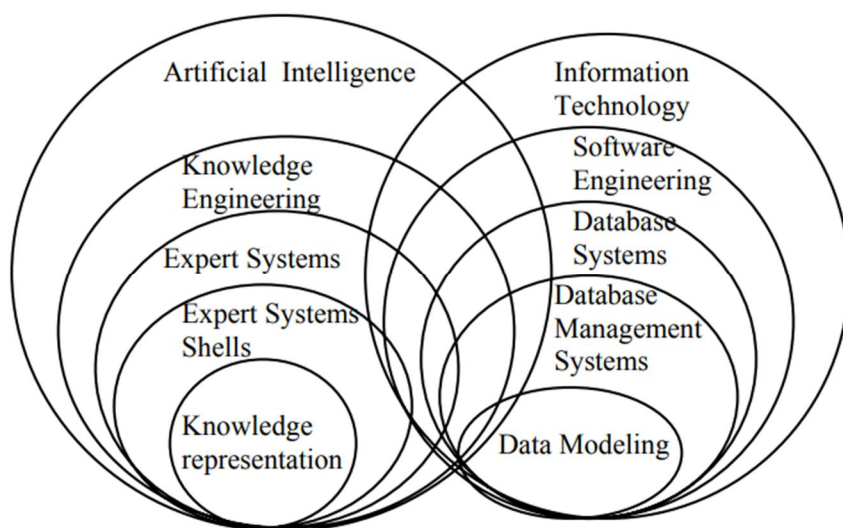 Artificial Intelligence
Knowledge
Engineering
Expert Systems
Expert Systems
Shells
Knowledge
representation
Information
Technology
Software
Engineering
Database
Systems
Database
Management
Systems
Data Modeling